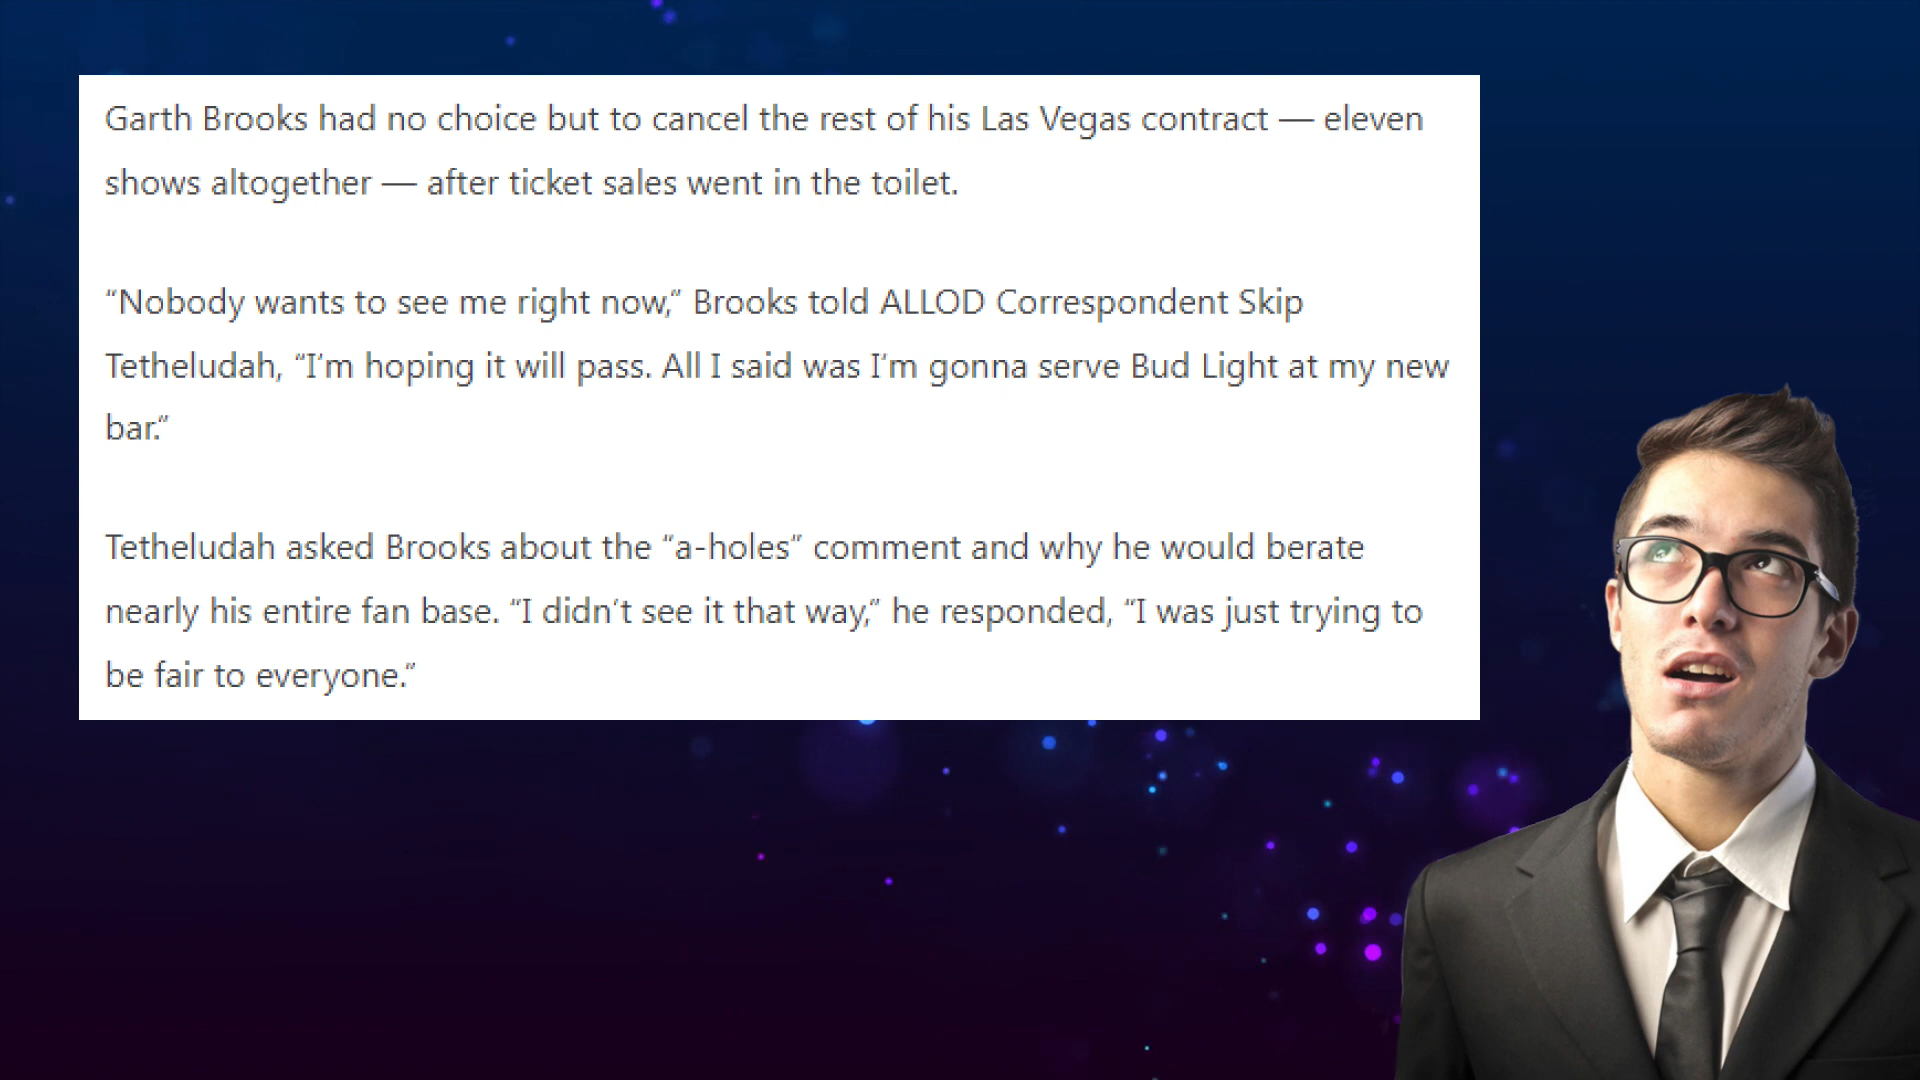 Garth Brooks had no choice but to cancel the rest of his Las Vegas contract — eleven
shows altogether — after ticket sales went in the toilet.
“Nobody wants to see me right now,” Brooks told ALLOD Correspondent Skip
Tetheludah, “I’m hoping it will pass. All I said was I’m gonna serve Bud Light at my new
bar.”
Tetheludah asked Brooks about the “a-holes” comment and why he would berate
nearly his entire fan base. “I didn’t see it that way,” he responded, “I was just trying to
be fair to everyone.”